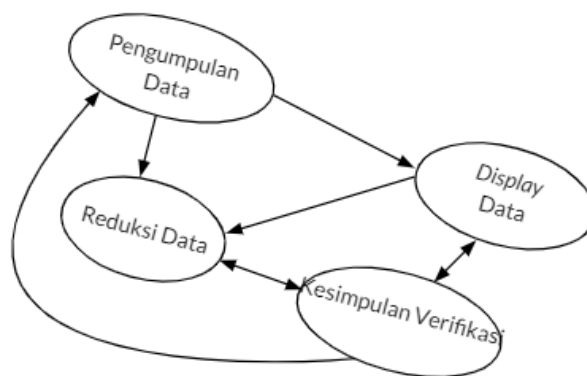 Pengumpulan
Data
Display
Data
Reduksi Data
Kesimpulan Verifikasi